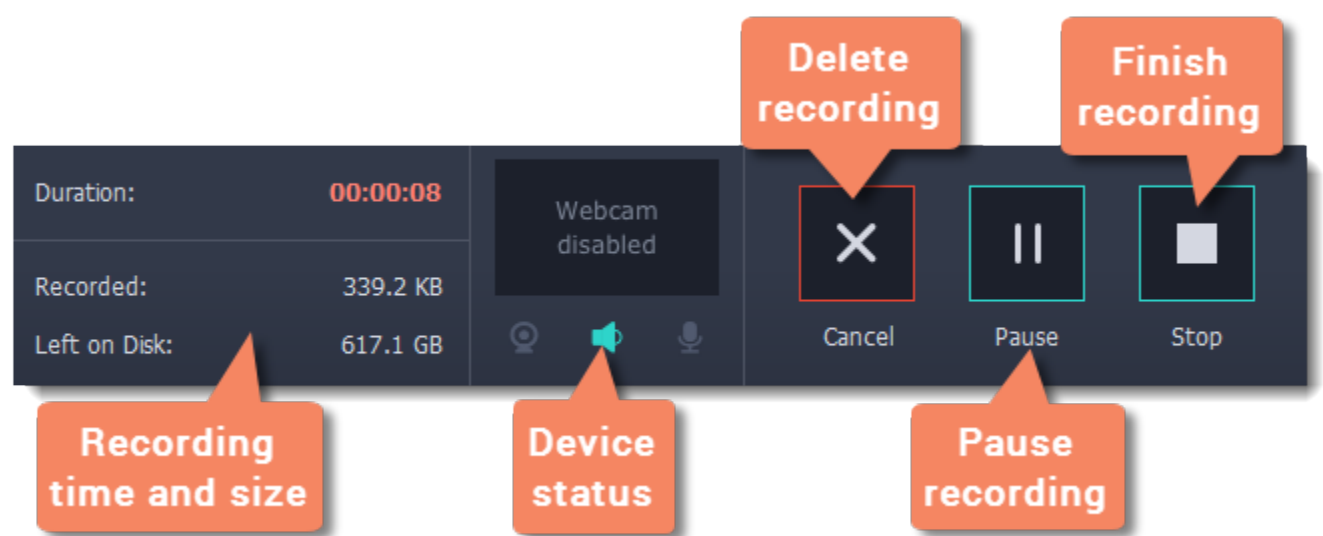 Delete
recording
Finish
recording
Duration: 00:00:08
Recorded: 339.2 KB
Left on Disk: 617.1 GB
Webcam
disabled
Cancel
Pause
Stop
Recording
time and size
Device
status
Pause
recording